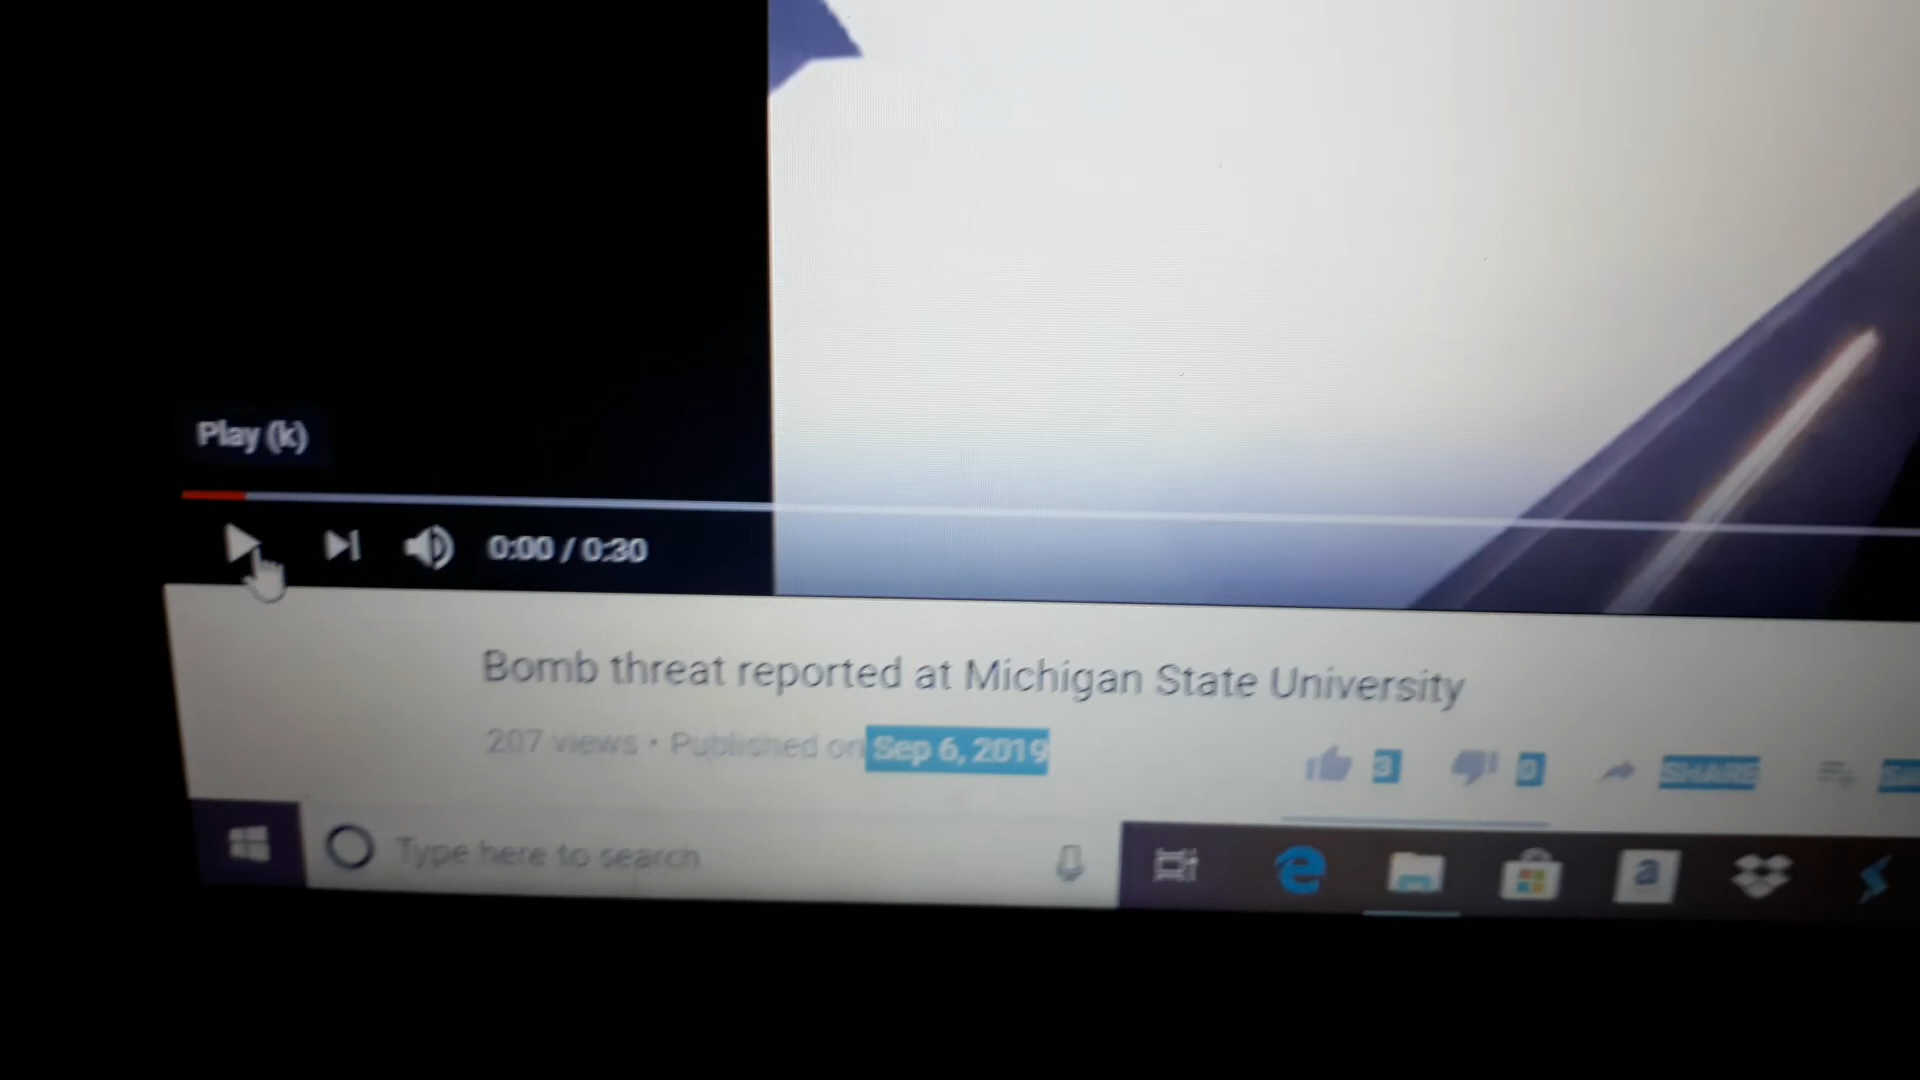 Play (k)
0:00 / 0:30
Bomb threat reported at Michigan State University
207 views • Published on Sep 6, 2019
3 0 SHARE
Type here to search
a